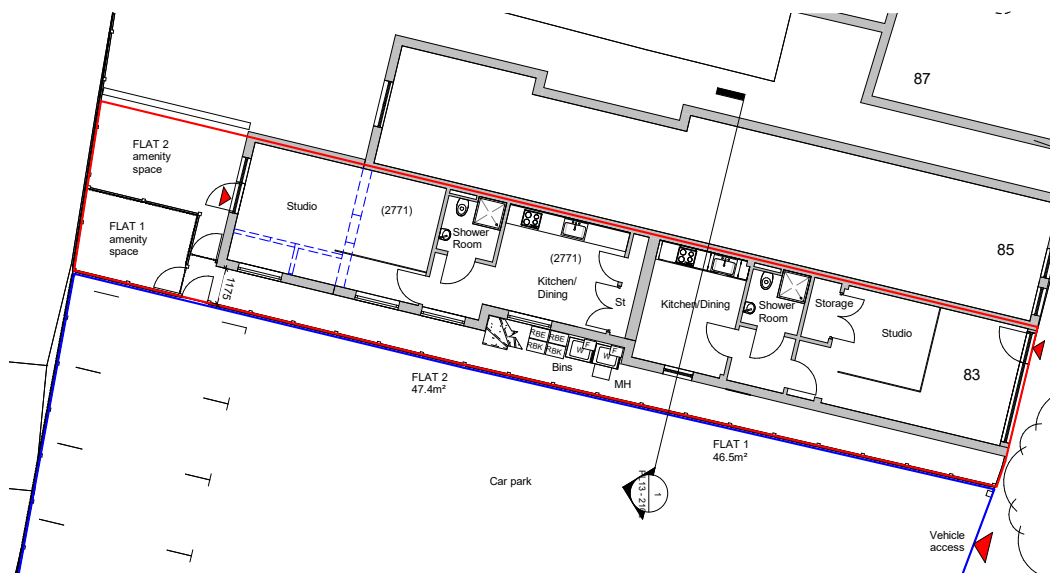 87
FLAT 2
amenity
space
FLAT 1
amenity
space
Studio
(2771)
Shower
Room
(2771)
Kitchen/
Dining
St
1175
Kitchen/Dining
Shower
Room
Storage
Studio
85
83
RBE
RBE
RBK
RBK
F
W
F
W
Bins
MH
FLAT 2
47.4m²
FLAT 1
46.5m²
Car park
1
Vehicle
access